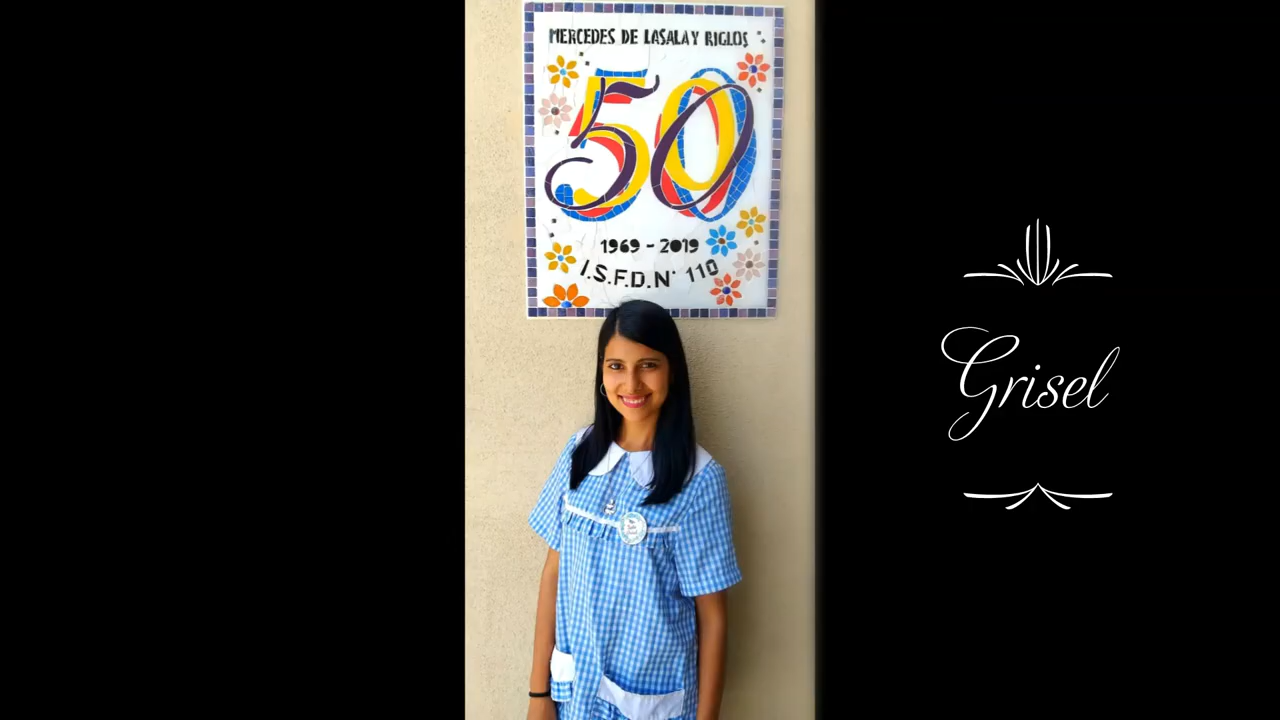 MERCEDES DE LASALA Y RIGLOS
50
1969 - 2019
I.S.F.D. N° 110
Grisel